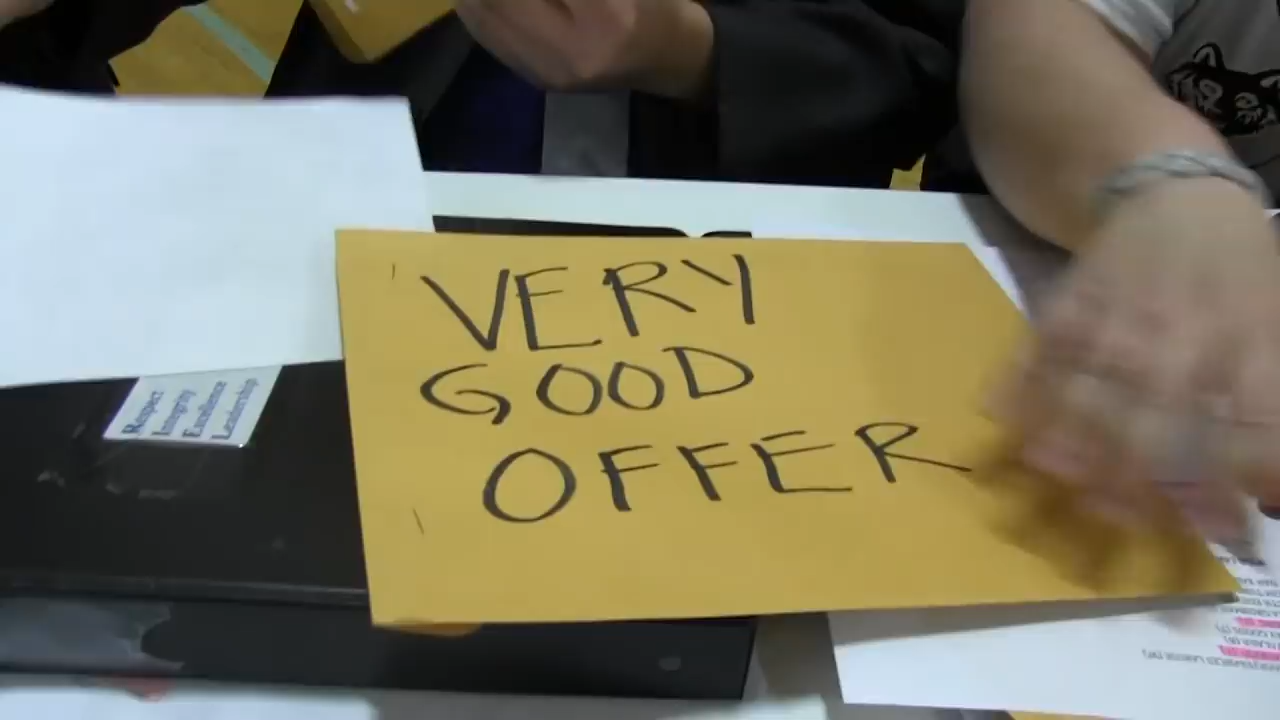 VERY
GOOD
OFFER
Respect
Integrity
Excellence
Leadership